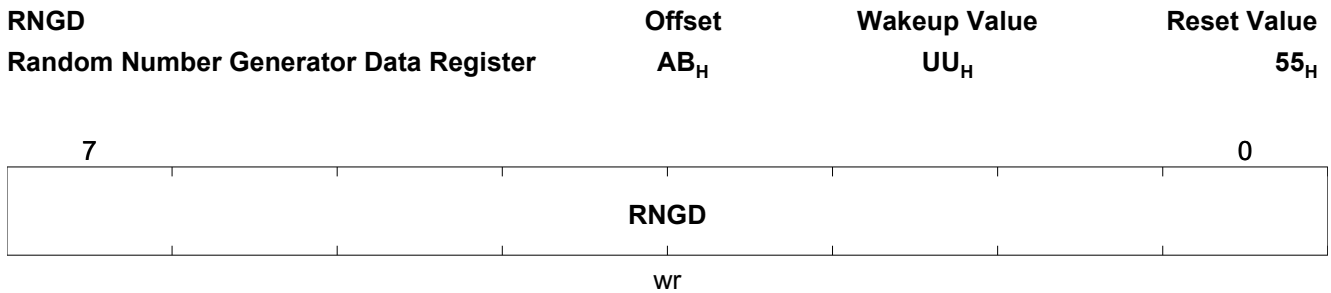 RNGD Offset Wakeup Value Reset Value
Random Number Generator Data Register ABH UUH 55H
7 0
RNGD
wr